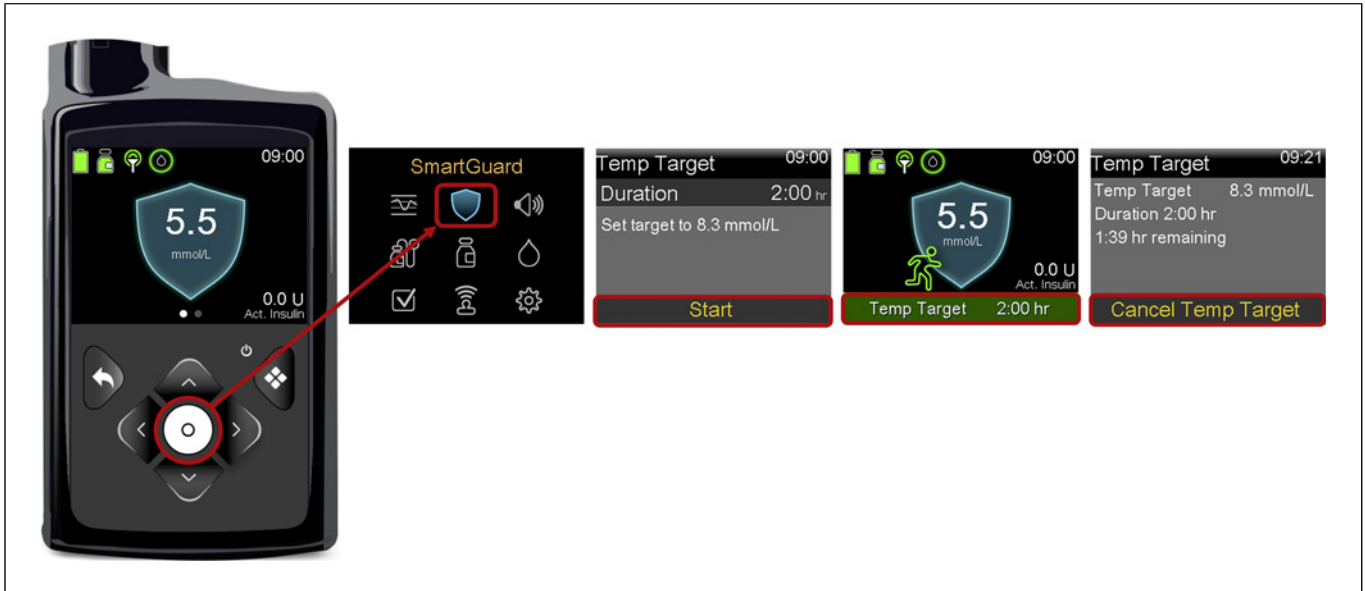 09:00
5.5
mmol/L
0.0 U
Act. Insulin
SmartGuard
Temp Target 09:00
Duration 2:00 hr
Set target to 8.3 mmol/L
Start
09:00
5.5
mmol/L
0.0 U
Act. Insulin
Temp Target 2:00 hr
Temp Target 09:21
Temp Target 8.3 mmol/L
Duration 2:00 hr
1:39 hr remaining
Cancel Temp Target